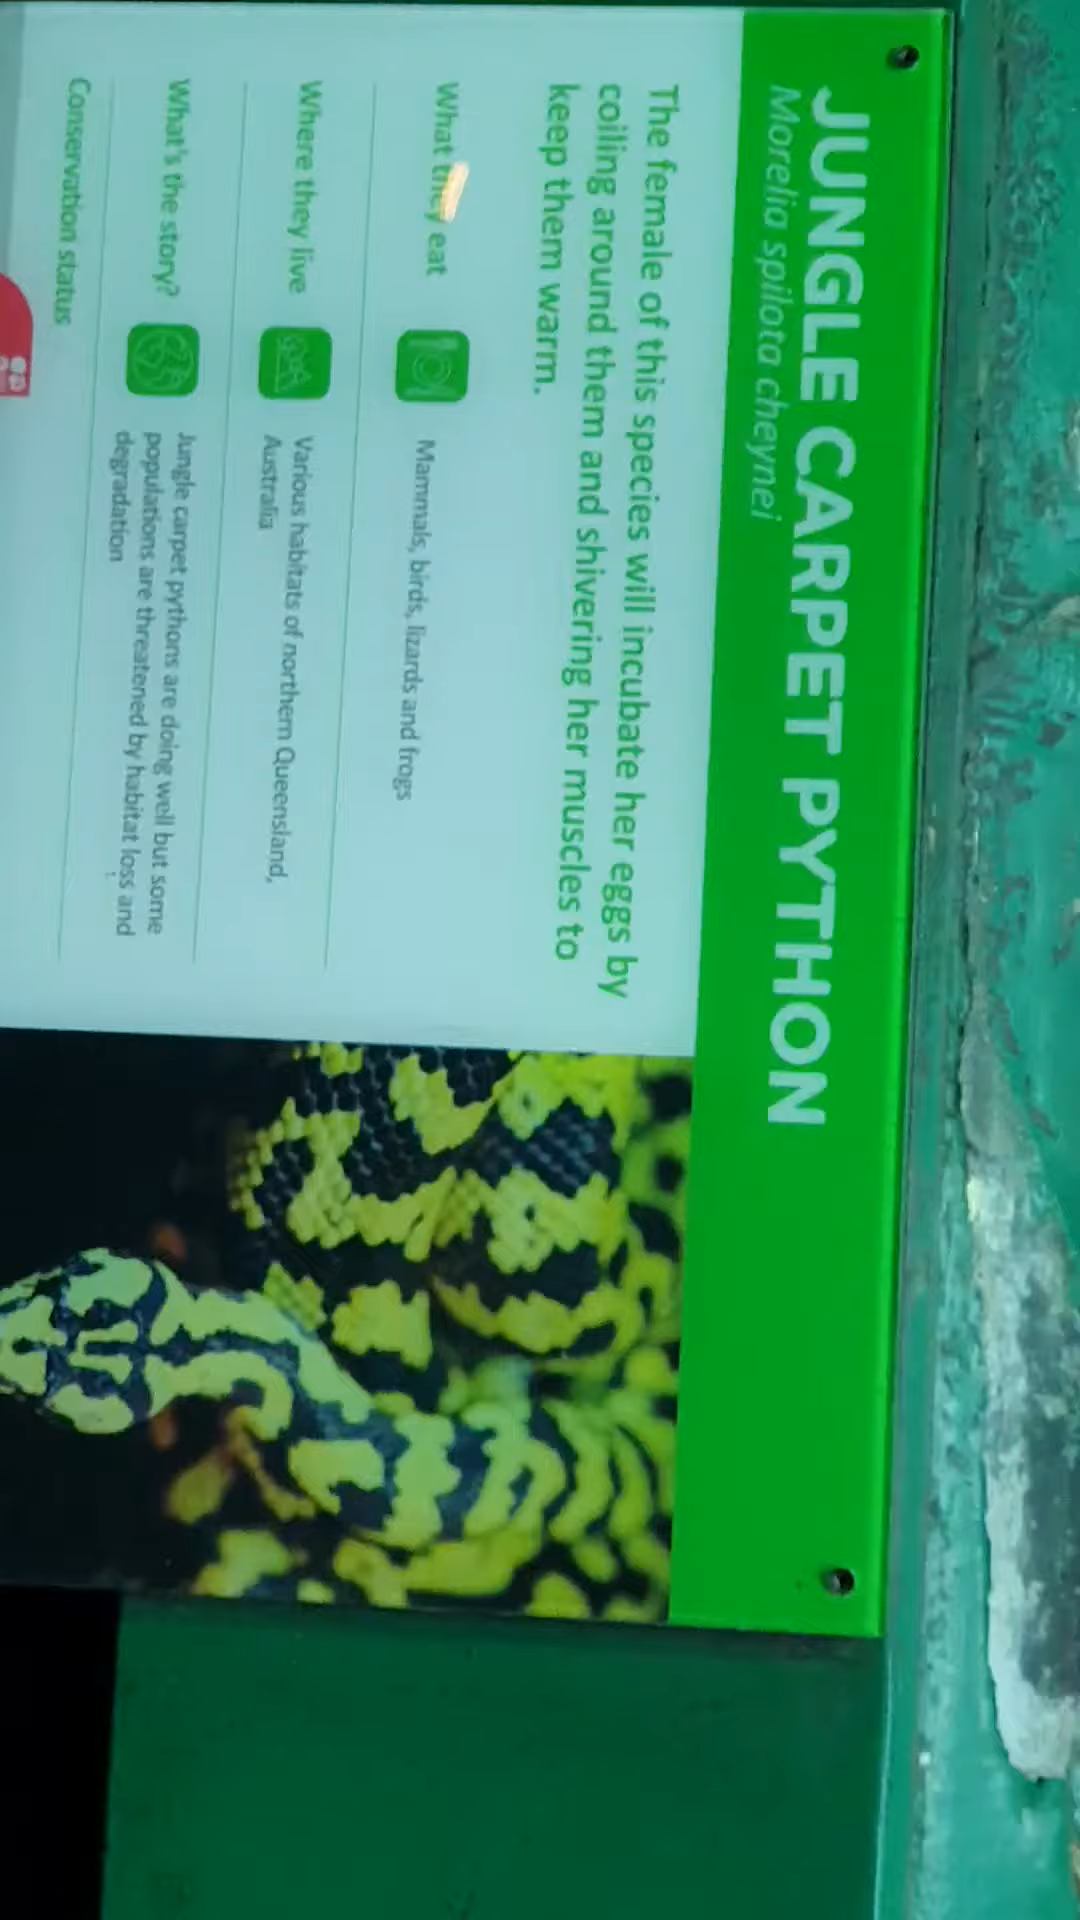 JUNGLE CARPET PYTHON
Morelia spilota cheynei
The female of this species will incubate her eggs by
coiling around them and shivering her muscles to
keep them warm.
What they eat
Mammals, birds, lizards and frogs
Where they live
Various habitats of northern Queensland,
Australia
What's the story?
Jungle carpet pythons are doing well but some
populations are threatened by habitat loss and
degradation
Conservation status